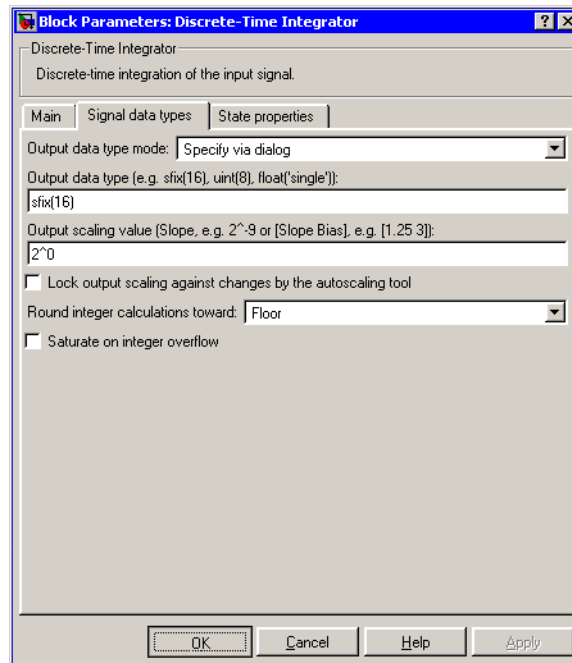 Block Parameters: Discrete-Time Integrator
Discrete-Time Integrator
Discrete-time integration of the input signal.
Main Signal data types State properties
Output data type mode: Specify via dialog
Output data type (e.g. sfix(16), uint(8), float('single')):
sfix(16)
Output scaling value (Slope, e.g. 2^-9 or [Slope Bias], e.g. [1.25 3]):
2^0
Lock output scaling against changes by the autoscaling tool
Round integer calculations toward: Floor
Saturate on integer overflow
OK Cancel Help Apply